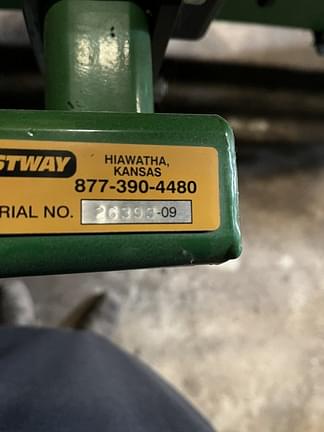 STWAY
HIAWATHA,
KANSAS
877-390-4480
RIAL NO. 26393-09